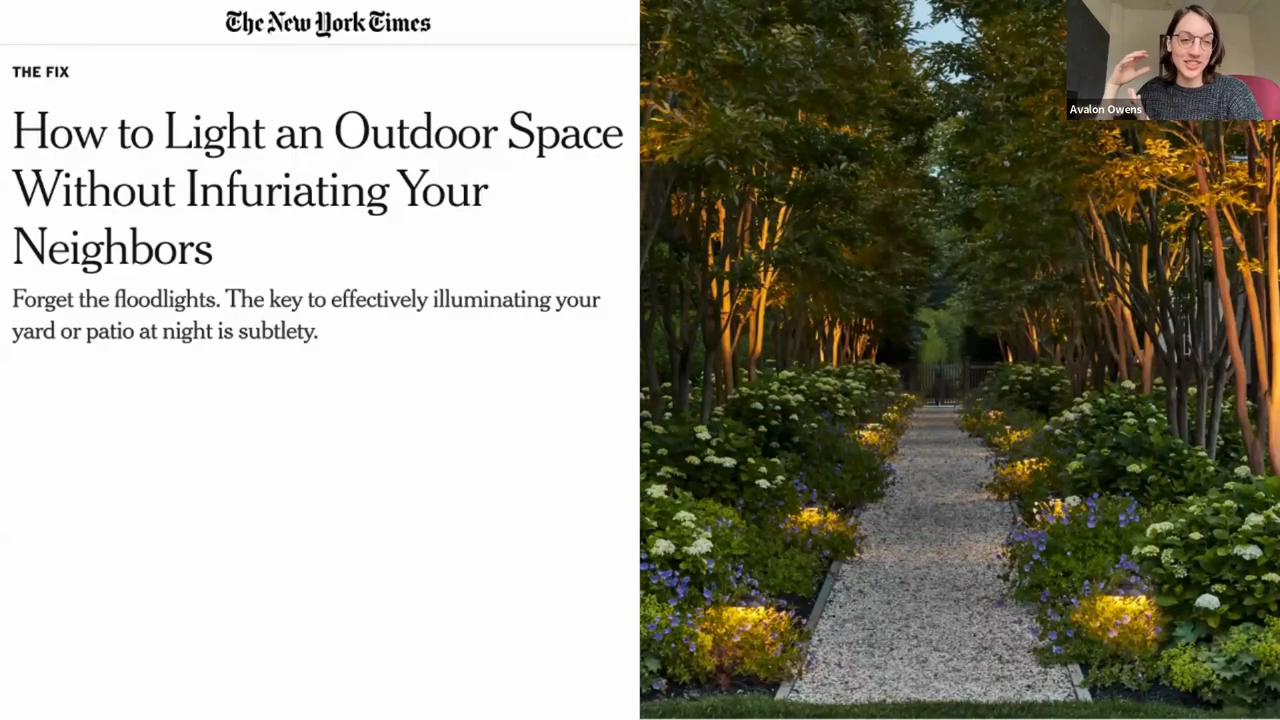 The New York Times
THE FIX
How to Light an Outdoor Space
Without Infuriating Your
Neighbors
Forget the floodlights. The key to effectively illuminating your
yard or patio at night is subtlety.
Avalon Owens